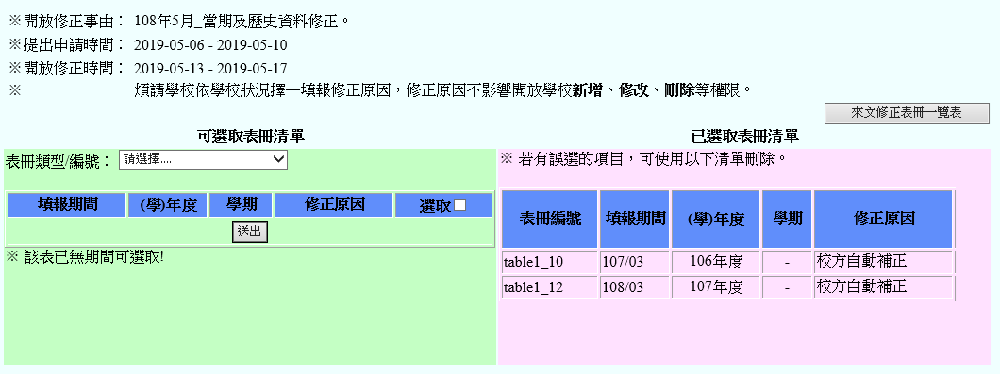 ※開放修正事由： 108年5月_當期及歷史資料修正。
※提出申請時間： 2019-05-06 - 2019-05-10
※開放修正時間： 2019-05-13 - 2019-05-17
※ 煩請學校依學校狀況擇一填報修正原因，修正原因不影響開放學校新增、修改、刪除等權限。
來文修正表冊一覽表
可選取表冊清單
表冊類型/編號： 請選擇....
填報期間 (學)年度 學期 修正原因 選取
送出
※ 該表已無期間可選取!
已選取表冊清單
※ 若有誤選的項目，可使用以下清單刪除。
表冊編號 填報期間 (學)年度 學期 修正原因
table1_10 107/03 106年度 - 校方自動補正
table1_12 108/03 107年度 - 校方自動補正